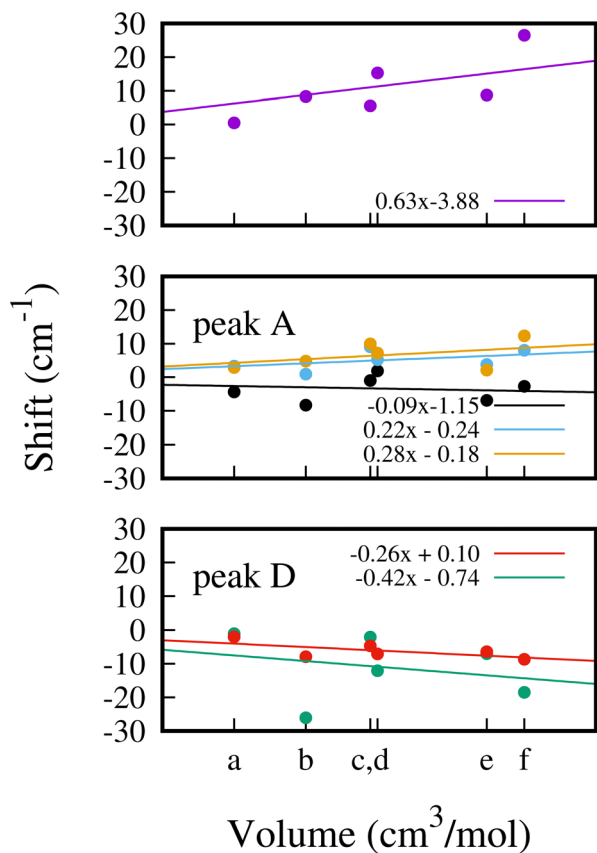 30
20
10
0
-10
-20
-30
0.63x-3.88
30
20
10
0
-10
-20
-30
peak A
-0.09x-1.15
0.22x - 0.24
0.28x - 0.18
Shift (cm⁻¹)
30
20
10
0
-10
-20
-30
peak D
-0.26x + 0.10
-0.42x - 0.74
a b c,d e f
Volume (cm³/mol)